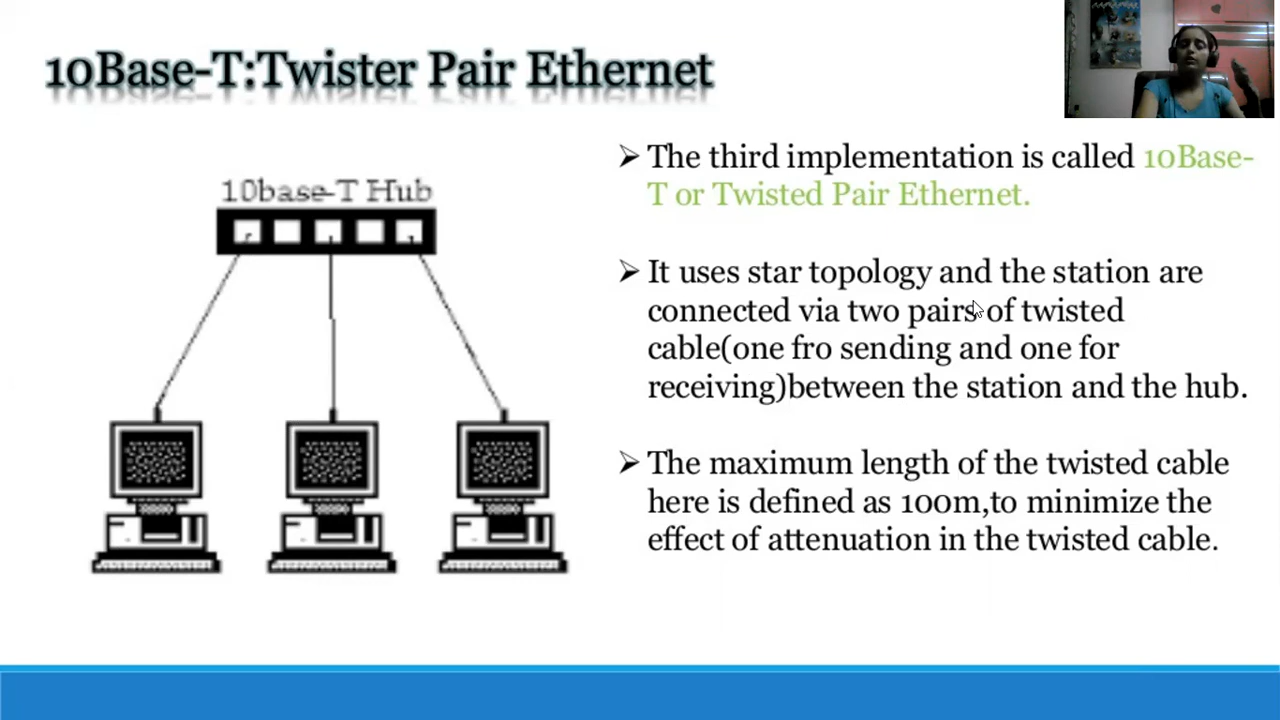 10Base-T:Twister Pair Ethernet
10base-T Hub
➢ The third implementation is called 10Base-
T or Twisted Pair Ethernet.
➢ It uses star topology and the station are
connected via two pairs of twisted
cable(one fro sending and one for
receiving)between the station and the hub.
➢ The maximum length of the twisted cable
here is defined as 100m,to minimize the
effect of attenuation in the twisted cable.